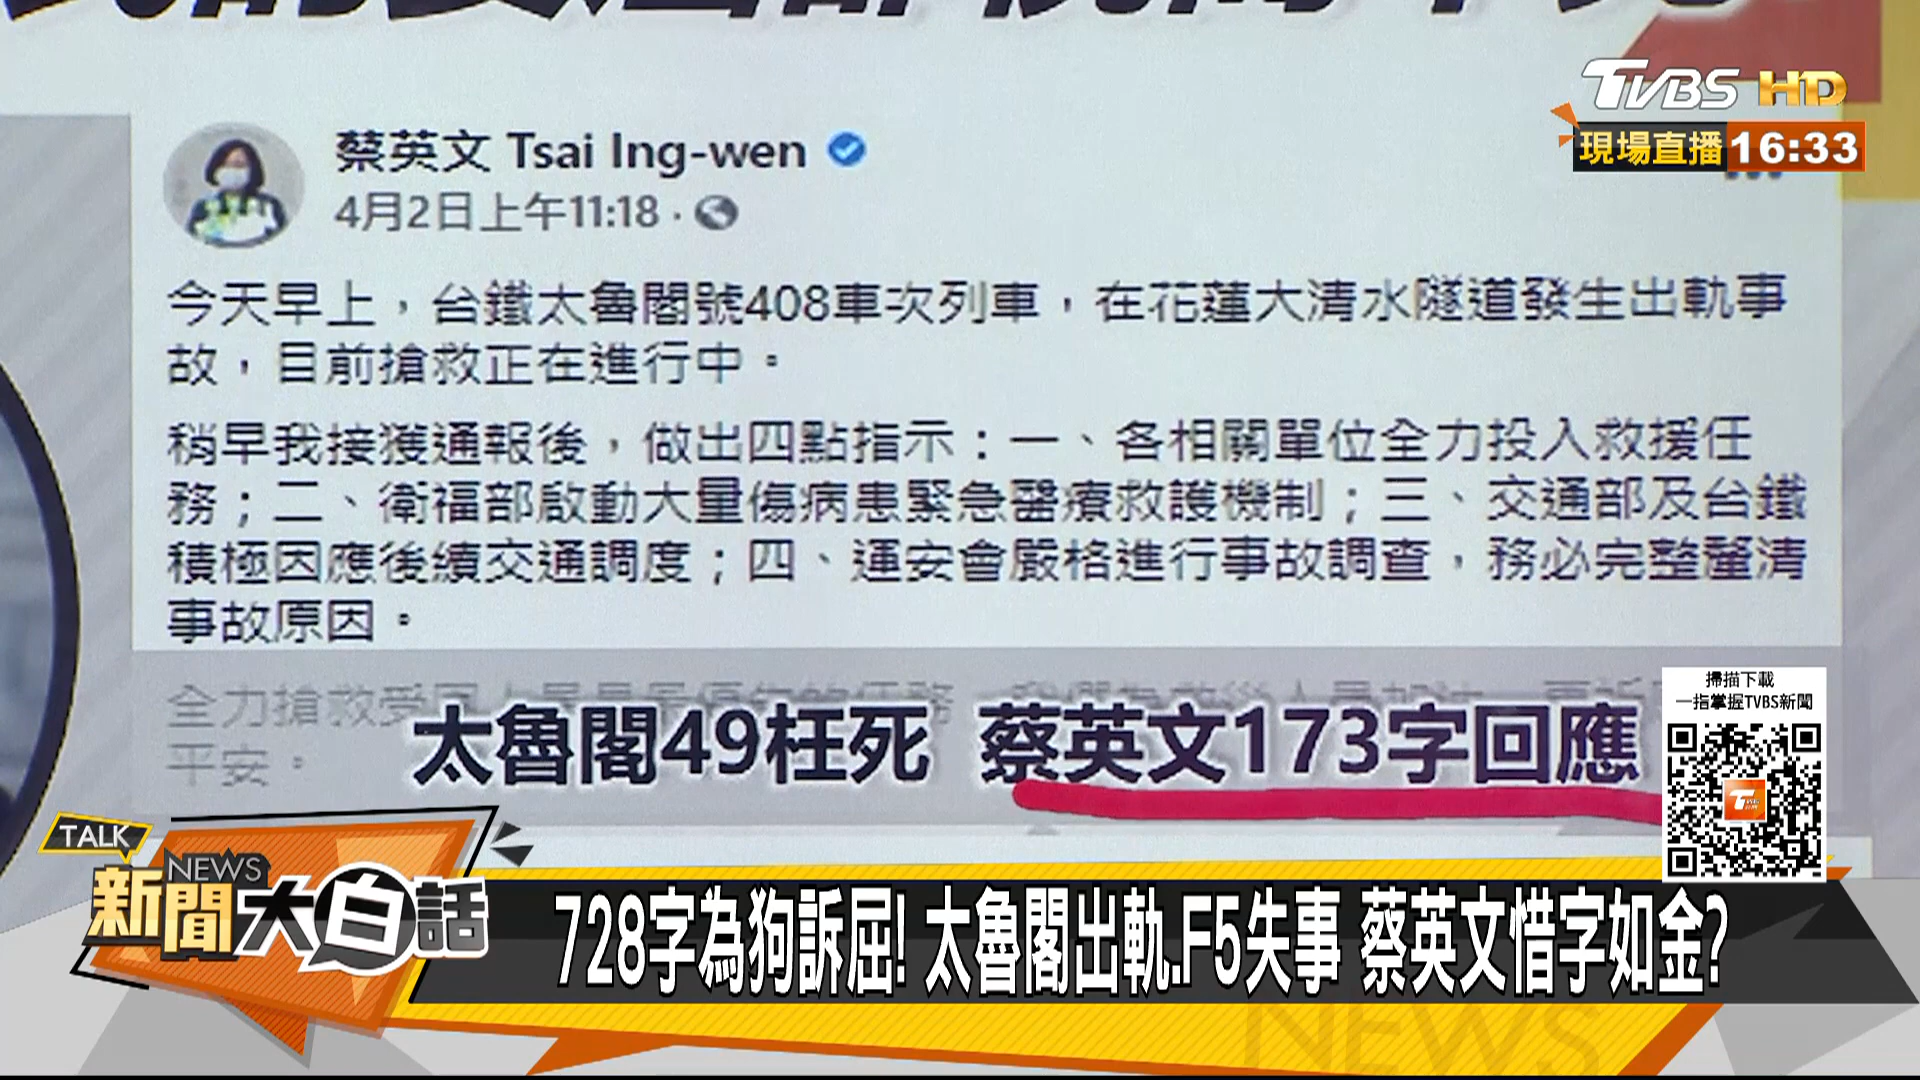 TVBS HD
現場直播 16:33
蔡英文 Tsai Ing-wen
4月2日上午11:18 ·
今天早上，台鐵太魯閣號408車次列車，在花蓮大清水隧道發生出軌事
故，目前搶救正在進行中。
稍早我接獲通報後，做出四點指示：一、各相關單位全力投入救援任
務；二、衛福部啟動大量傷病患緊急醫療救護機制；三、交通部及台鐵
積極因應後續交通調度；四、運安會嚴格進行事故調查，務必完整釐清
事故原因。
全力搶救受
平安。
太魯閣49枉死 蔡英文173字回應
掃描下載
一指掌握TVBS新聞
TALK
NEWS
新聞大白話
728字為狗訴屈! 太魯閣出軌.F5失事 蔡英文惜字如金?
NEWS